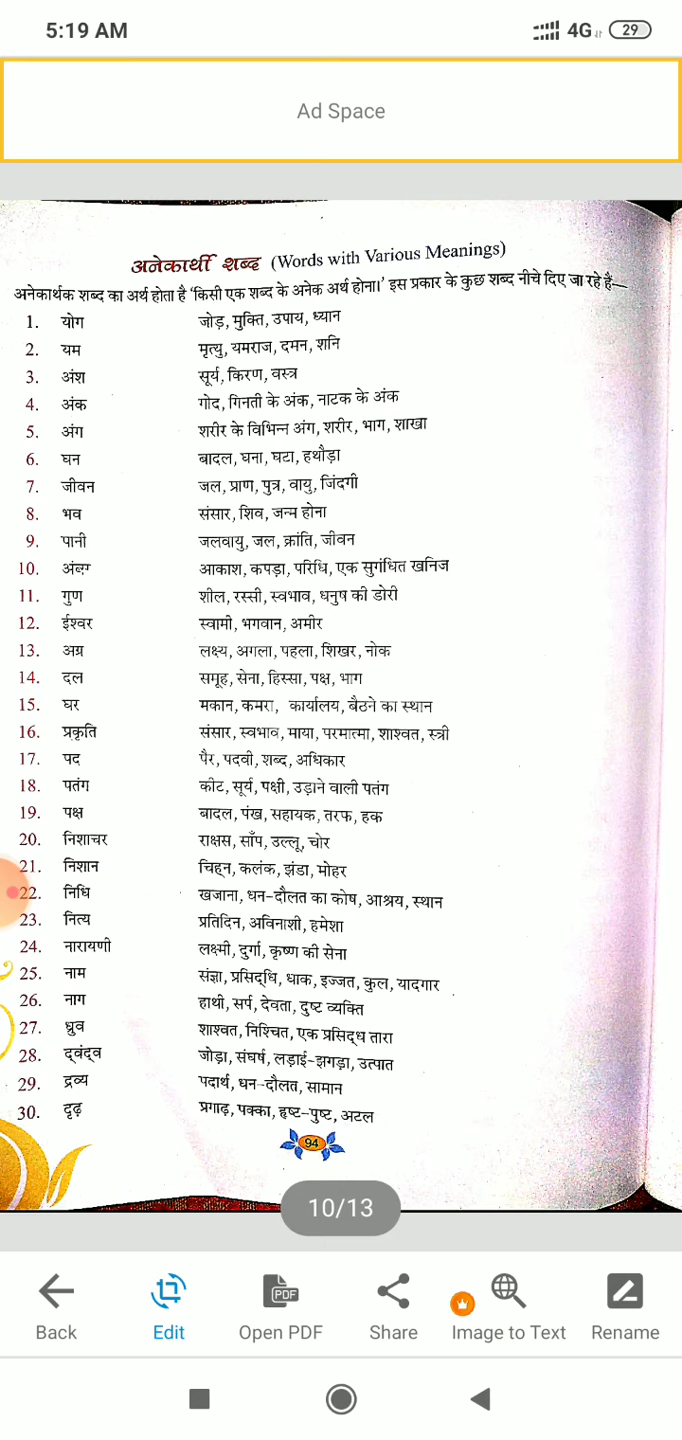 5:19 AM 4G 29
Ad Space
अनेकार्थी शब्द (Words with Various Meanings)
अनेकार्थक शब्द का अर्थ होता है 'किसी एक शब्द के अनेक अर्थ होना।' इस प्रकार के कुछ शब्द नीचे दिए जा रहे हैं—
1. योग जोड़, मुक्ति, उपाय, ध्यान
2. यम मृत्यु, यमराज, दमन, शनि
3. अंश सूर्य, किरण, वस्त्र
4. अंक गोद, गिनती के अंक, नाटक के अंक
5. अंग शरीर के विभिन्न अंग, शरीर, भाग, शाखा
6. घन बादल, घना, घटा, हथौड़ा
7. जीवन जल, प्राण, पुत्र, वायु, जिंदगी
8. भव संसार, शिव, जन्म होना
9. पानी जलवायु, जल, क्रांति, जीवन
10. आकाश, कपड़ा, परिधि, एक सुगंधित खनिज
11. गुण शील, रस्सी, स्वभाव, धनुष की डोरी
12. ईश्वर स्वामी, भगवान, अमीर
13. अग्र लक्ष्य, अगला, पहला, शिखर, नोक
14. दल समूह, सेना, हिस्सा, पक्ष, भाग
15. घर मकान, कमरा, कार्यालय, बैठने का स्थान
16. प्रकृति संसार, स्वभाव, माया, परमात्मा, शाश्वत, स्त्री
17. पद पैर, पदवी, शब्द, अधिकार
18. पतंग कीट, सूर्य, पक्षी, उड़ाने वाली पतंग
19. पक्ष बादल, पंख, सहायक, तरफ, हक
20. निशाचर राक्षस, साँप, उल्लू, चोर
21. निशान चिह्न, कलंक, झंडा, मोहर
22. निधि खजाना, धन-दौलत का कोष, आश्रय, स्थान
23. नित्य प्रतिदिन, अविनाशी, हमेशा
24. नारायणी लक्ष्मी, दुर्गा, कृष्ण की सेना
25. नाम संज्ञा, प्रसिद्धि, धाक, इज्जत, कुल, यादगार
26. नाग हाथी, सर्प, देवता, दुष्ट व्यक्ति
27. ध्रुव शाश्वत, निश्चित, एक प्रसिद्ध तारा
28. द्वंद्व जोड़ा, संघर्ष, लड़ाई-झगड़ा, उत्पात
29. द्रव्य पदार्थ, धन-दौलत, सामान
30. दृढ़ प्रगाढ़, पक्का, हृष्ट-पुष्ट, अटल
94
10/13
PDF
Back Edit Open PDF Share Image to Text Rename